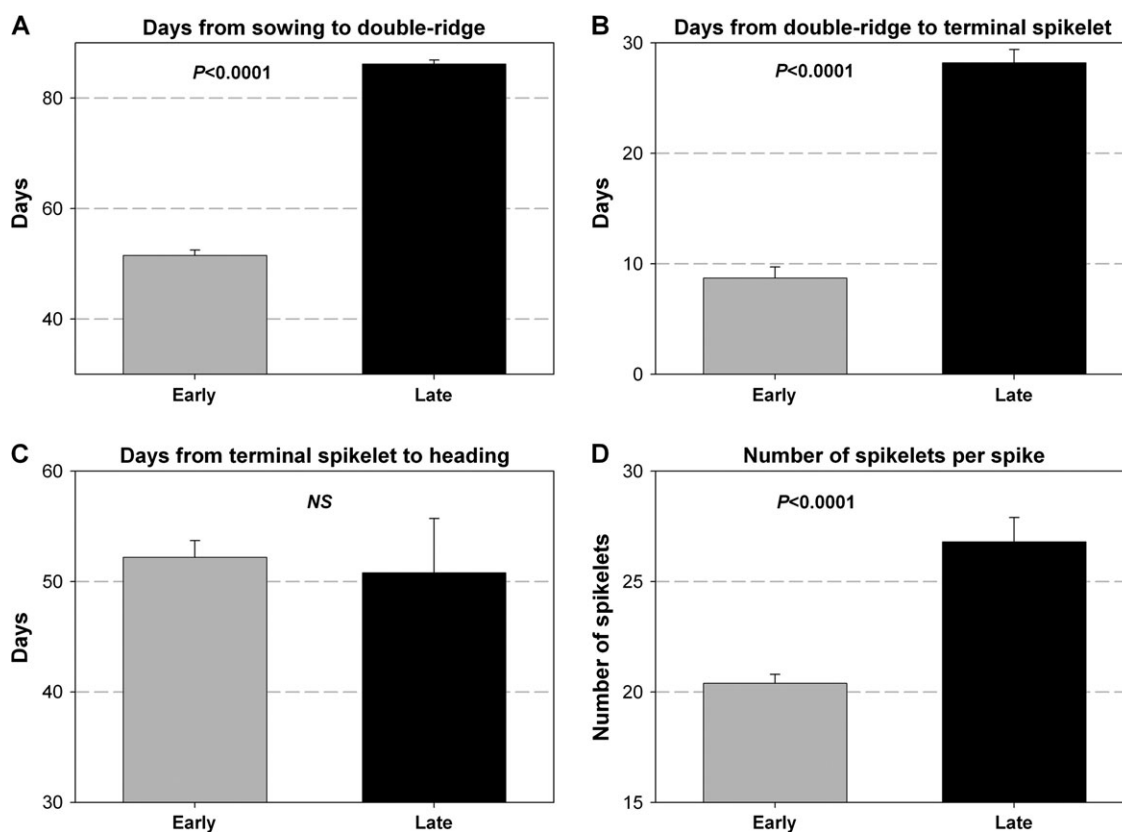 A Days from sowing to double-ridge
P<0.0001
80
60
40
Days
Early Late
B Days from double-ridge to terminal spikelet
P<0.0001
30
20
10
0
Days
Early Late
C Days from terminal spikelet to heading
NS
60
50
40
30
Days
Early Late
D Number of spikelets per spike
P<0.0001
30
25
20
15
Number of spikelets
Early Late